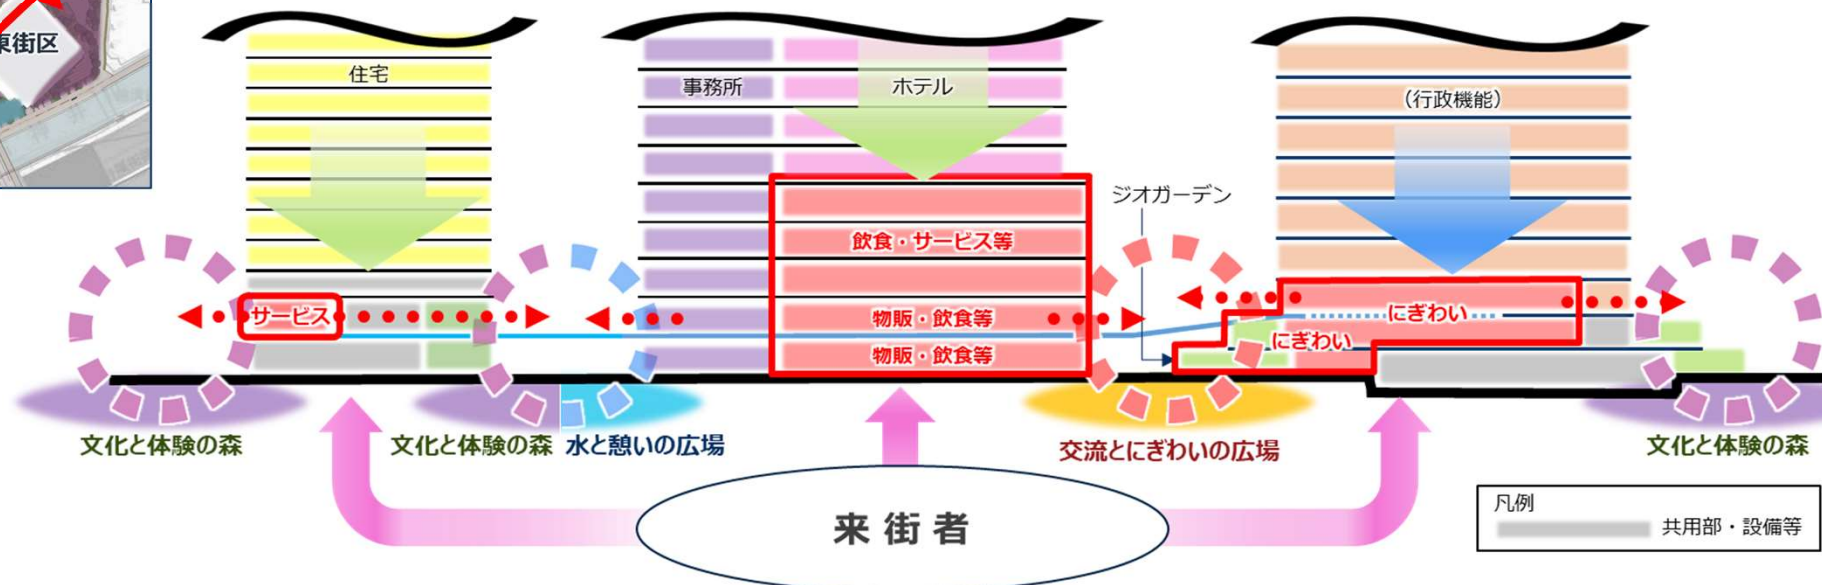 東街区
住宅
事務所
ホテル
(行政機能)
ジオガーデン
飲食・サービス等
サービス
物販・飲食等
にぎわい
にぎわい
物販・飲食等
文化と体験の森
文化と体験の森
水と憩いの広場
交流とにぎわいの広場
文化と体験の森
来街者
凡例
共用部・設備等